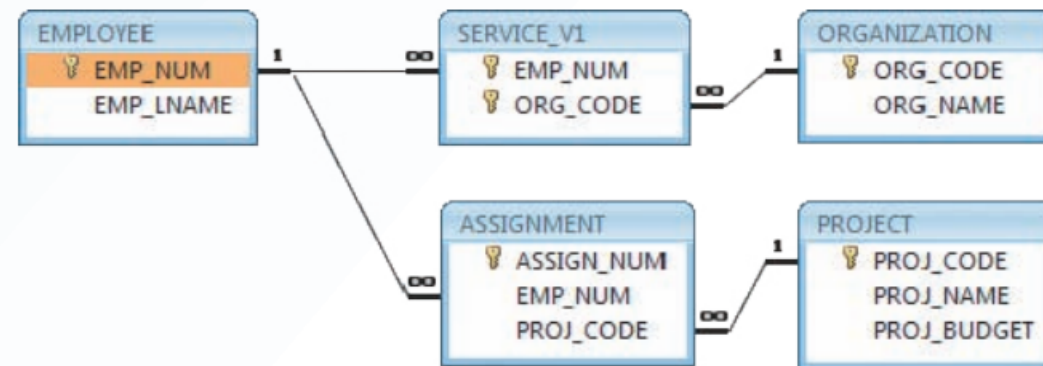 EMPLOYEE
EMP_NUM
EMP_LNAME
1
∞
SERVICE_V1
EMP_NUM
ORG_CODE
∞
1
ORGANIZATION
ORG_CODE
ORG_NAME
∞
ASSIGNMENT
ASSIGN_NUM
EMP_NUM
PROJ_CODE
∞
1
PROJECT
PROJ_CODE
PROJ_NAME
PROJ_BUDGET